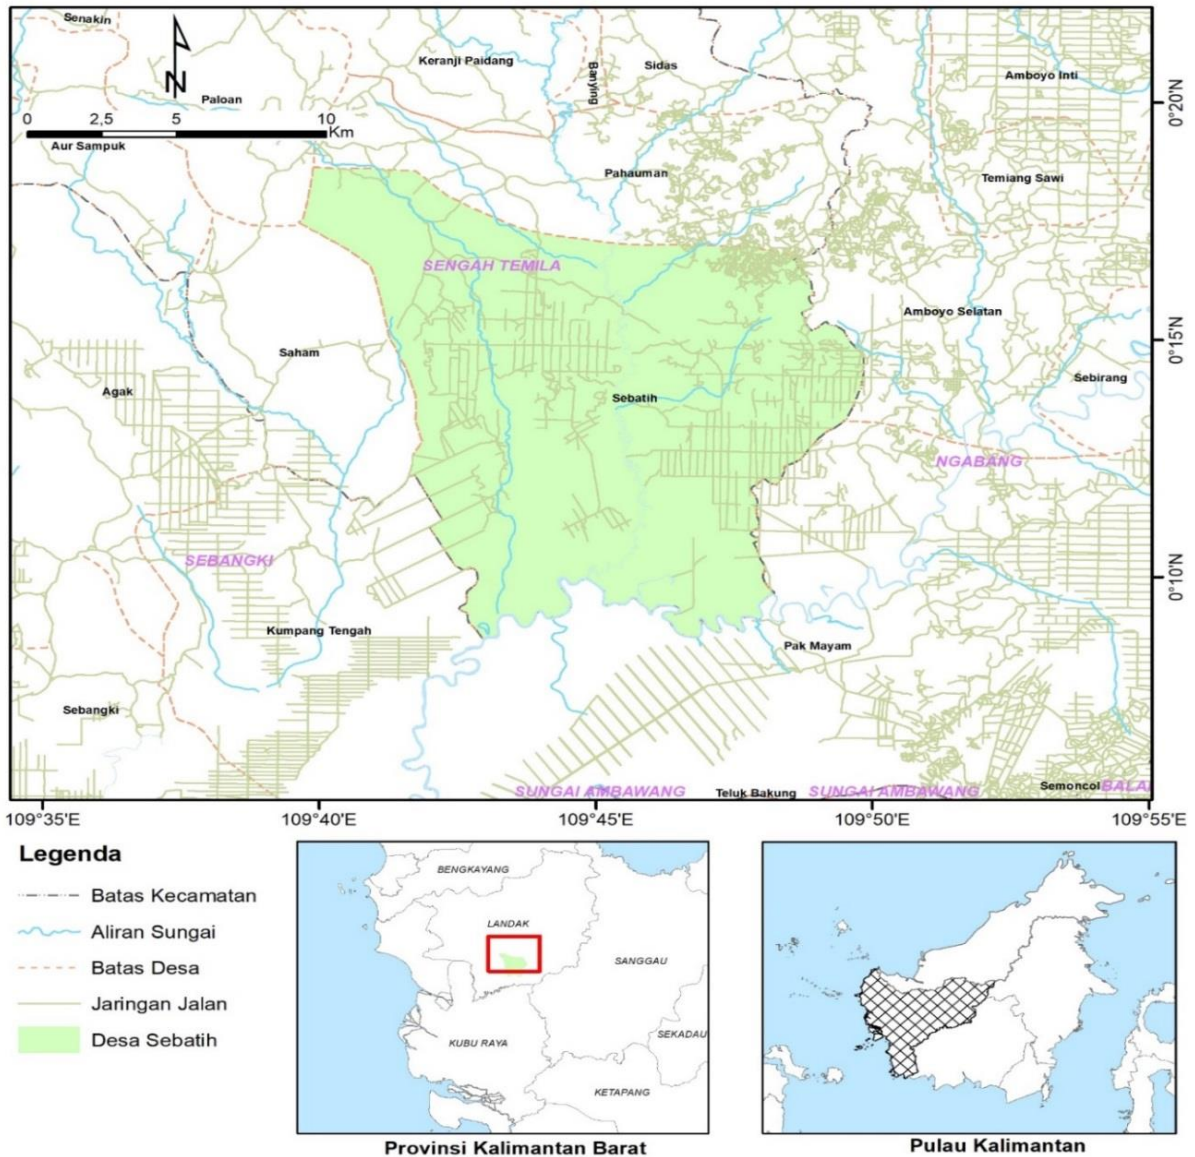 Senakin
Keranji Paidang
Banying
Sidas
Amboyo Inti
N
Paloan
0°20'N
0 2,5 5 10
Km
Aur Sampuk
Pahauman
Temiang Sawi
SENGAH TEMILA
Amboyo Selatan
Saham
0°15'N
Agak
Sebatih
Sebirang
NGABANG
SEBANGKI
0°10'N
Kumpang Tengah
Pak Mayam
Sebangki
SUNGAI AMBAWANG
Teluk Bakung
SUNGAI AMBAWANG
Semoncol
BALAI
109°35'E 109°40'E 109°45'E 109°50'E 109°55'E
Legenda
Batas Kecamatan
Aliran Sungai
Batas Desa
Jaringan Jalan
Desa Sebatih
BENGKAYANG
LANDAK
SANGGAU
SEKADAU
KUBU RAYA
KETAPANG
Provinsi Kalimantan Barat
Pulau Kalimantan